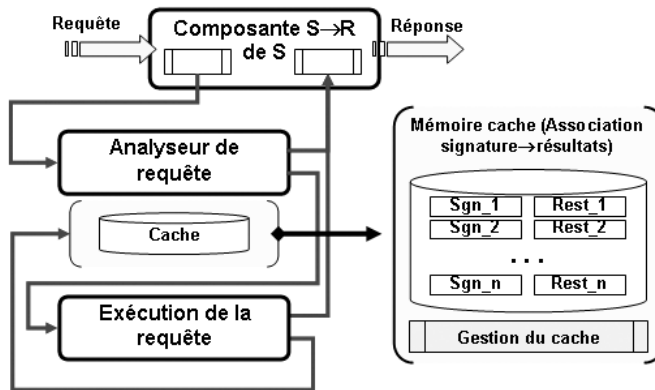 Requête
Composante S→R
de S
Réponse
Analyseur de
requête
Cache
Exécution de la
requête
Mémoire cache (Association
signature→résultats)
Sgn_1 Rest_1
Sgn_2 Rest_2
...
Sgn_n Rest_n
Gestion du cache